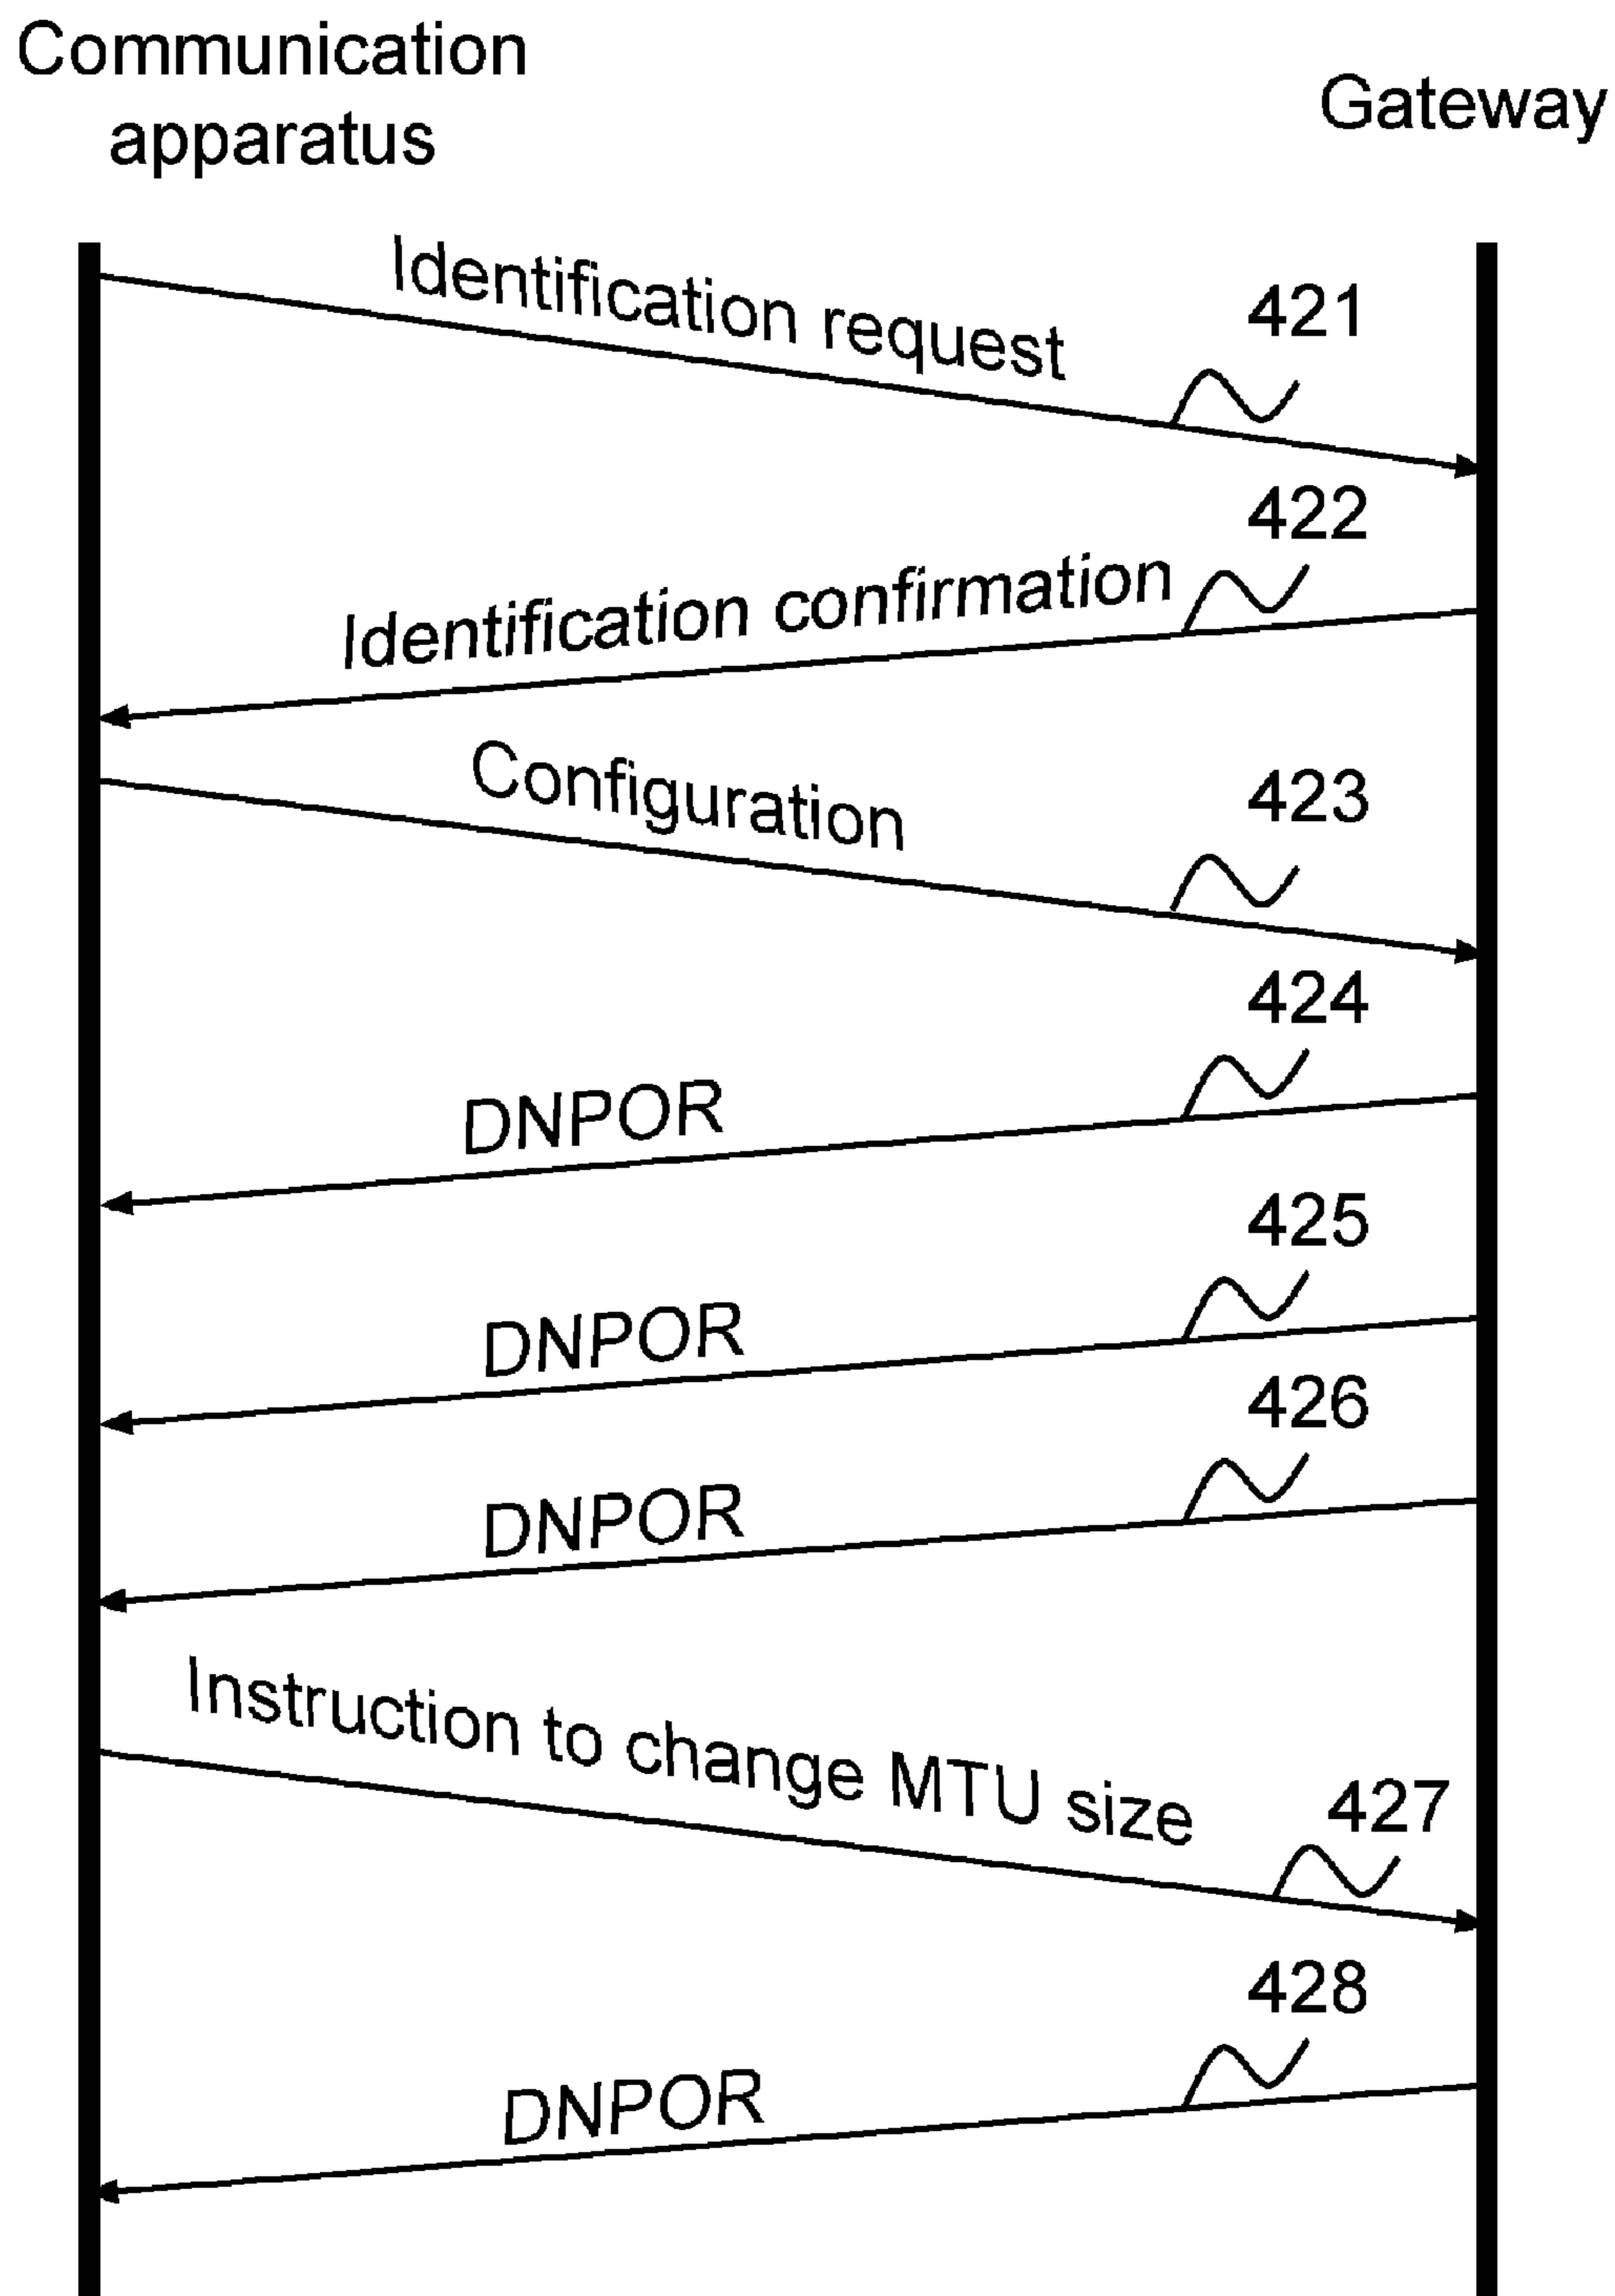 Communication
apparatus
Gateway
Identification request
421
422
Identification confirmation
Configuration
423
424
DNPOR
425
DNPOR
426
DNPOR
Instruction to change MTU size
427
428
DNPOR